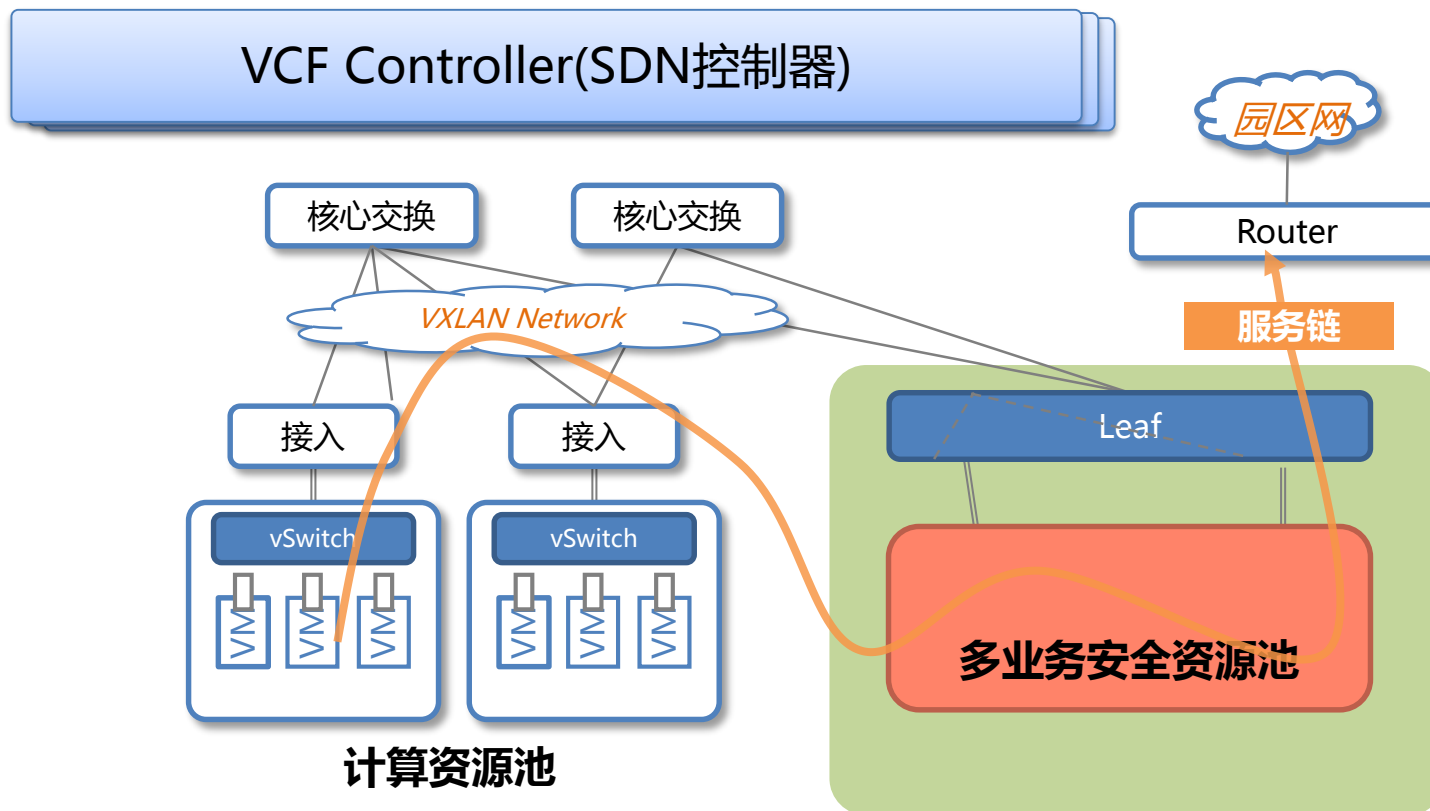 VCF Controller(SDN控制器)
园区网
核心交换
核心交换
Router
VXLAN Network
服务链
接入
接入
Leaf
vSwitch
vSwitch
VM
VM
VM
VM
VM
VM
多业务安全资源池
计算资源池